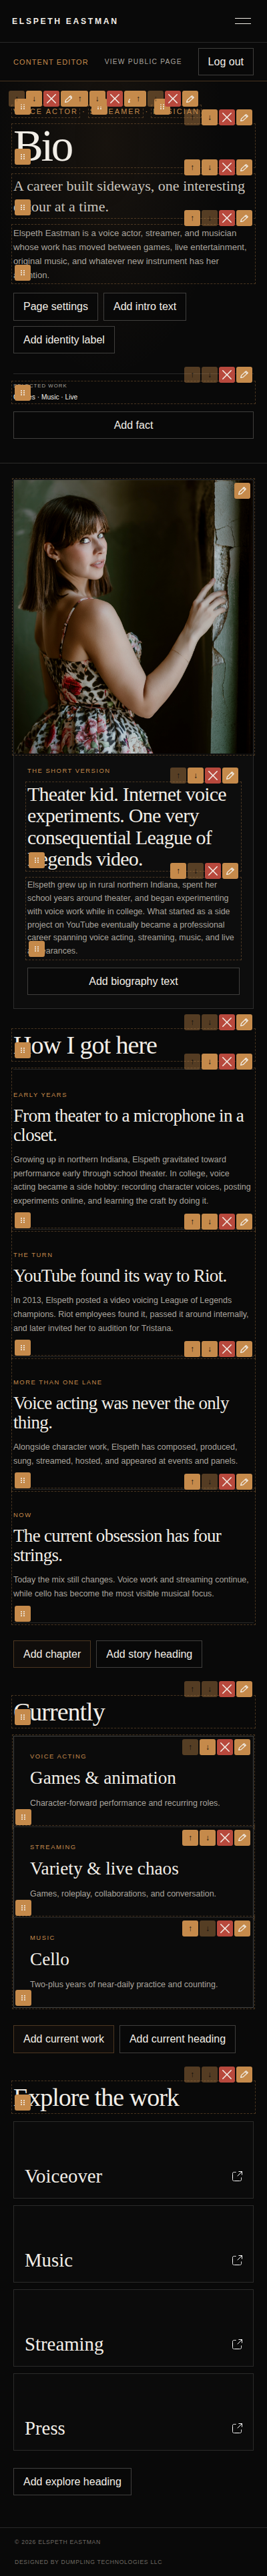 ELSPETH EASTMAN
CONTENT EDITOR
VIEW PUBLIC PAGE
Log out
Bio
A career built sideways, one interesting
hour at a time.
Elspeth Eastman is a voice actor, streamer, and musician
whose work has moved between games, live entertainment,
original music, and whatever new instrument has her
attention.
Page settings
Add intro text
Add identity label
SELECTED WORK
Games · Music · Live
Add fact
THE SHORT VERSION
Theater kid. Internet voice
experiments. One very
consequential League of
Legends video.
Elspeth grew up in rural northern Indiana, spent her
school years around theater, and began experimenting
with voice work while in college. What started as a side
project on YouTube eventually became a professional
career spanning voice acting, streaming, music, and live
appearances.
Add biography text
How I got here
EARLY YEARS
From theater to a microphone in a
closet.
Growing up in northern Indiana, Elspeth gravitated toward
performance early through school theater. In college, voice
acting became a side hobby: recording character voices, posting
experiments online, and learning the craft by doing it.
THE TURN
YouTube found its way to Riot.
In 2013, Elspeth posted a video voicing League of Legends
champions. Riot employees found it, passed it around internally,
and later invited her to audition for Tristana.
MORE THAN ONE LANE
Voice acting was never the only
thing.
Alongside character work, Elspeth has composed, produced,
sung, streamed, hosted, and appeared at events and panels.
NOW
The current obsession has four
strings.
Today the mix still changes. Voice work and streaming continue,
while cello has become the most visible musical focus.
Add chapter
Add story heading
Currently
VOICE ACTING
Games & animation
Character-forward performance and recurring roles.
STREAMING
Variety & live chaos
Games, roleplay, collaborations, and conversation.
MUSIC
Cello
Two-plus years of near-daily practice and counting.
Add current work
Add current heading
Explore the work
Voiceover
Music
Streaming
Press
Add explore heading
© 2026 ELSPETH EASTMAN
DESIGNED BY DUMPLING TECHNOLOGIES LLC